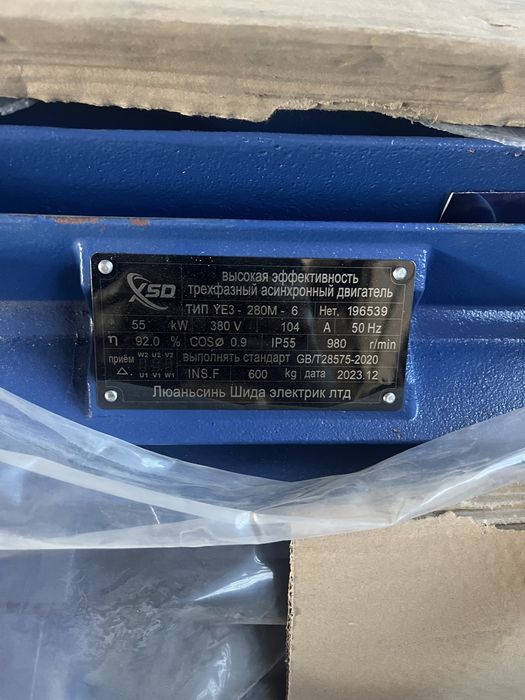 XSD
высокая эффективность
трехфазный асинхронный двигатель
ТИП YE3 - 280M - 6 Нет. 196539
55 kW 380 V 104 A 50 Hz
η 92.0 % COSØ 0.9 IP55 980 r/min
приём W2 U2 V2 выполнять стандарт GB/T28575-2020
△. U1 V1 W1 INS.F 600 kg дата 2023.12
Люаньсинь Шида электрик лтд